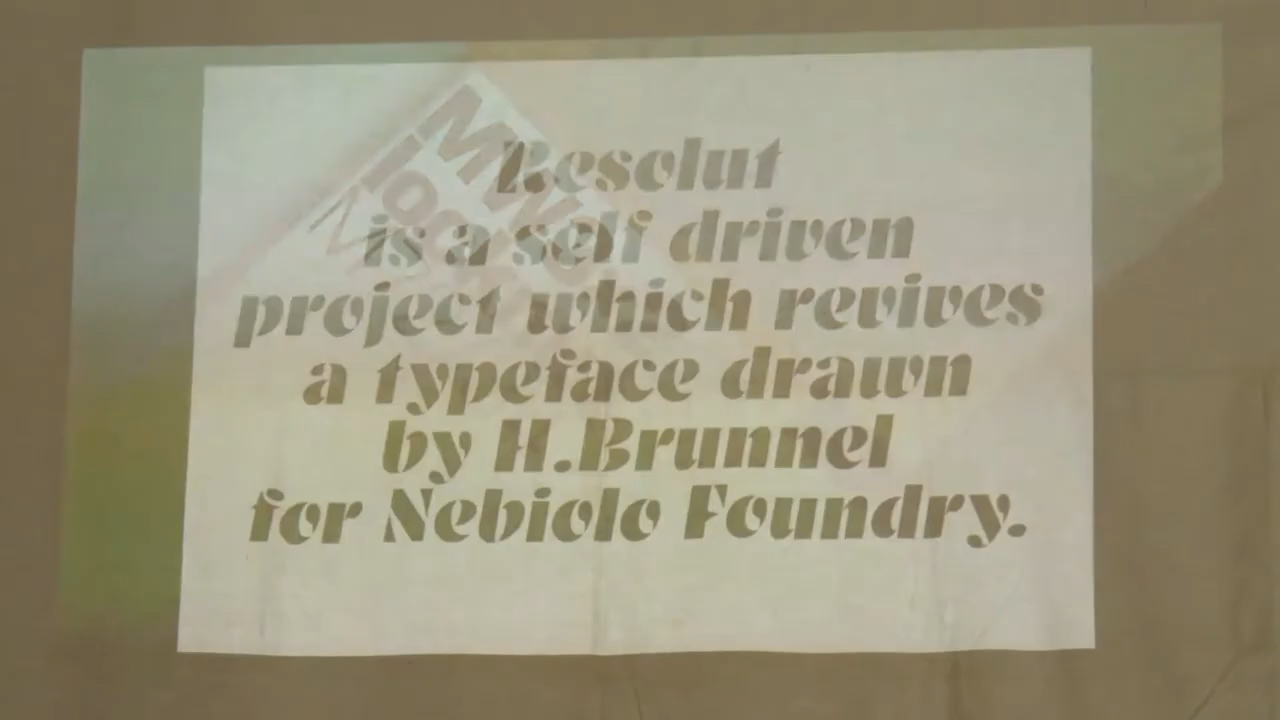 Resolut
is a self driven
project which revives
a typeface drawn
by H.Brunnel
for Nebiolo Foundry.